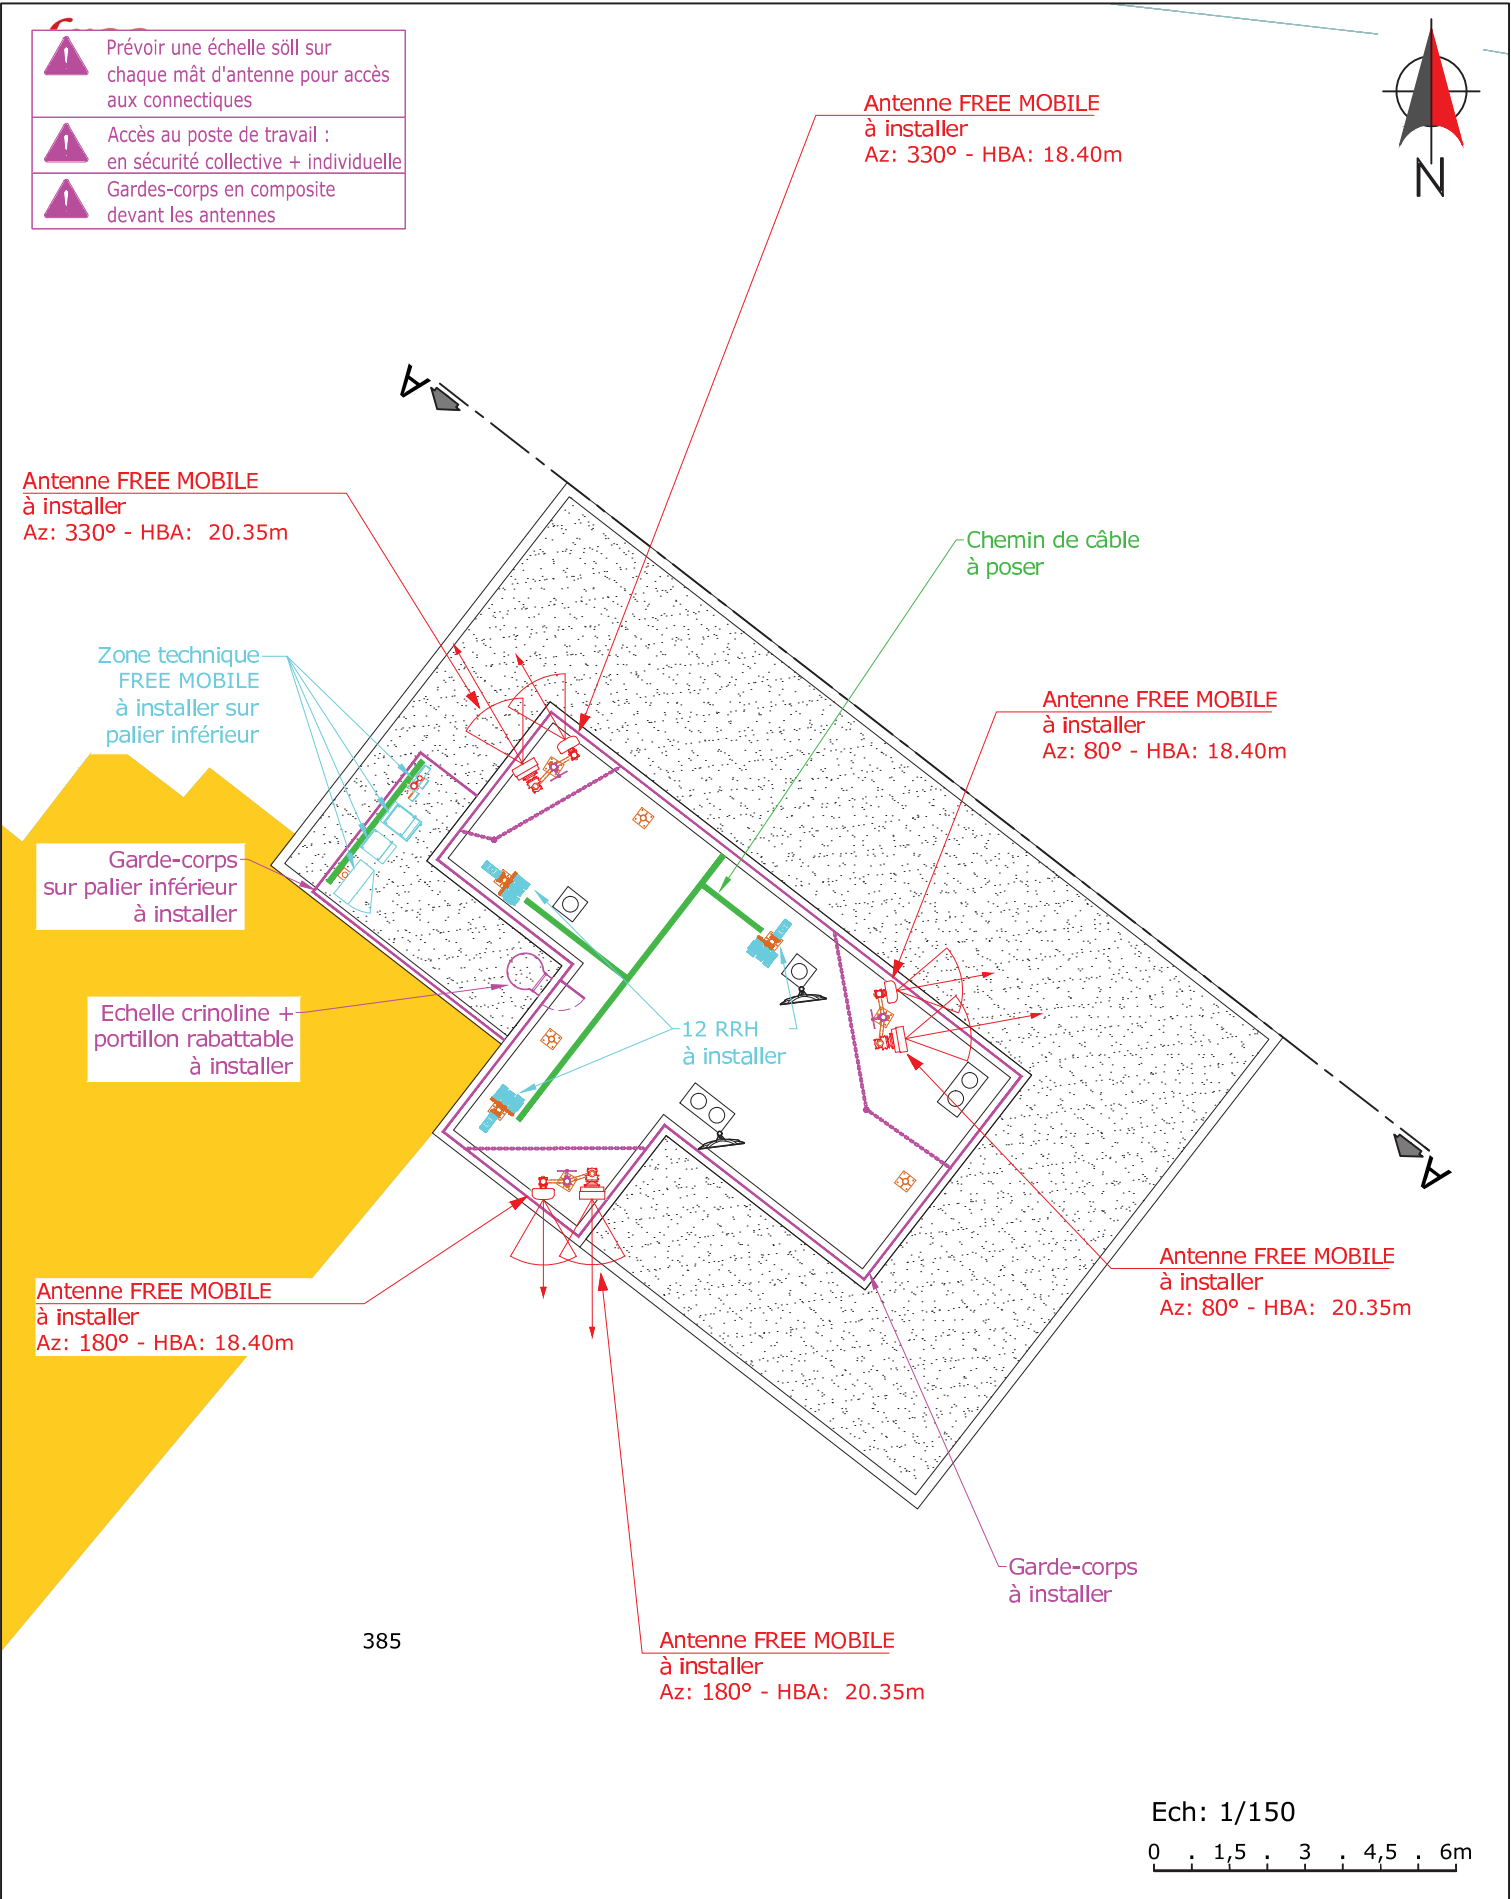 Prévoir une échelle söll sur
chaque mât d'antenne pour accès
aux connectiques
Accès au poste de travail :
en sécurité collective + individuelle
Gardes-corps en composite
devant les antennes
Antenne FREE MOBILE
à installer
Az: 330° - HBA: 18.40m
N
A
Antenne FREE MOBILE
à installer
Az: 330° - HBA: 20.35m
Chemin de câble
à poser
Zone technique
FREE MOBILE
à installer sur
palier inférieur
Antenne FREE MOBILE
à installer
Az: 80° - HBA: 18.40m
Garde-corps
sur palier inférieur
à installer
Echelle crinoline +
portillon rabattable
à installer
12 RRH
à installer
A
Antenne FREE MOBILE
à installer
Az: 80° - HBA: 20.35m
Antenne FREE MOBILE
à installer
Az: 180° - HBA: 18.40m
Garde-corps
à installer
385
Antenne FREE MOBILE
à installer
Az: 180° - HBA: 20.35m
Ech: 1/150
0 . 1,5 . 3 . 4,5 . 6m